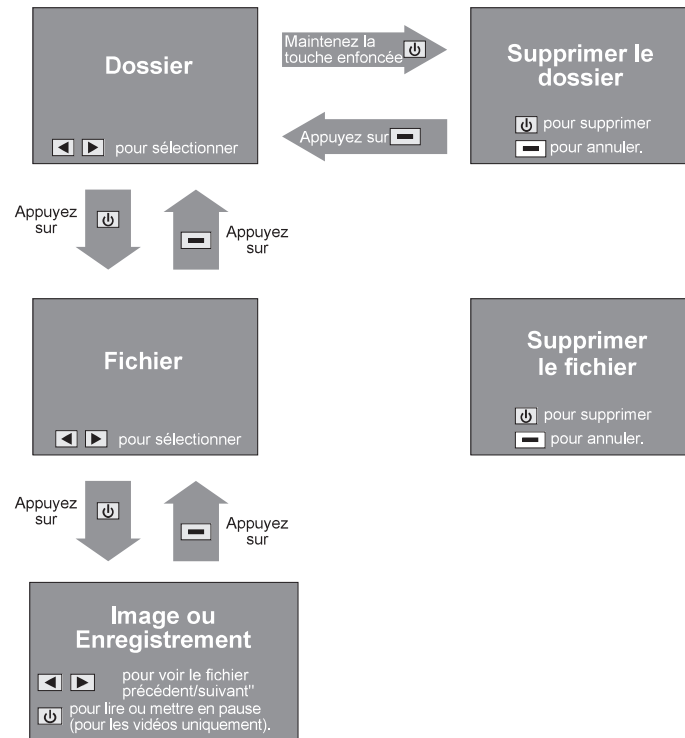 Dossier
pour sélectionner
Maintenez la
touche enfoncée
Appuyez sur
Supprimer le
dossier
pour supprimer
pour annuler.
Appuyez
sur
Appuyez
sur
Fichier
pour sélectionner
Supprimer
le fichier
pour supprimer
pour annuler.
Appuyez
sur
Appuyez
sur
Image ou
Enregistrement
pour voir le fichier
précédent/suivant"
pour lire ou mettre en pause
(pour les vidéos uniquement).